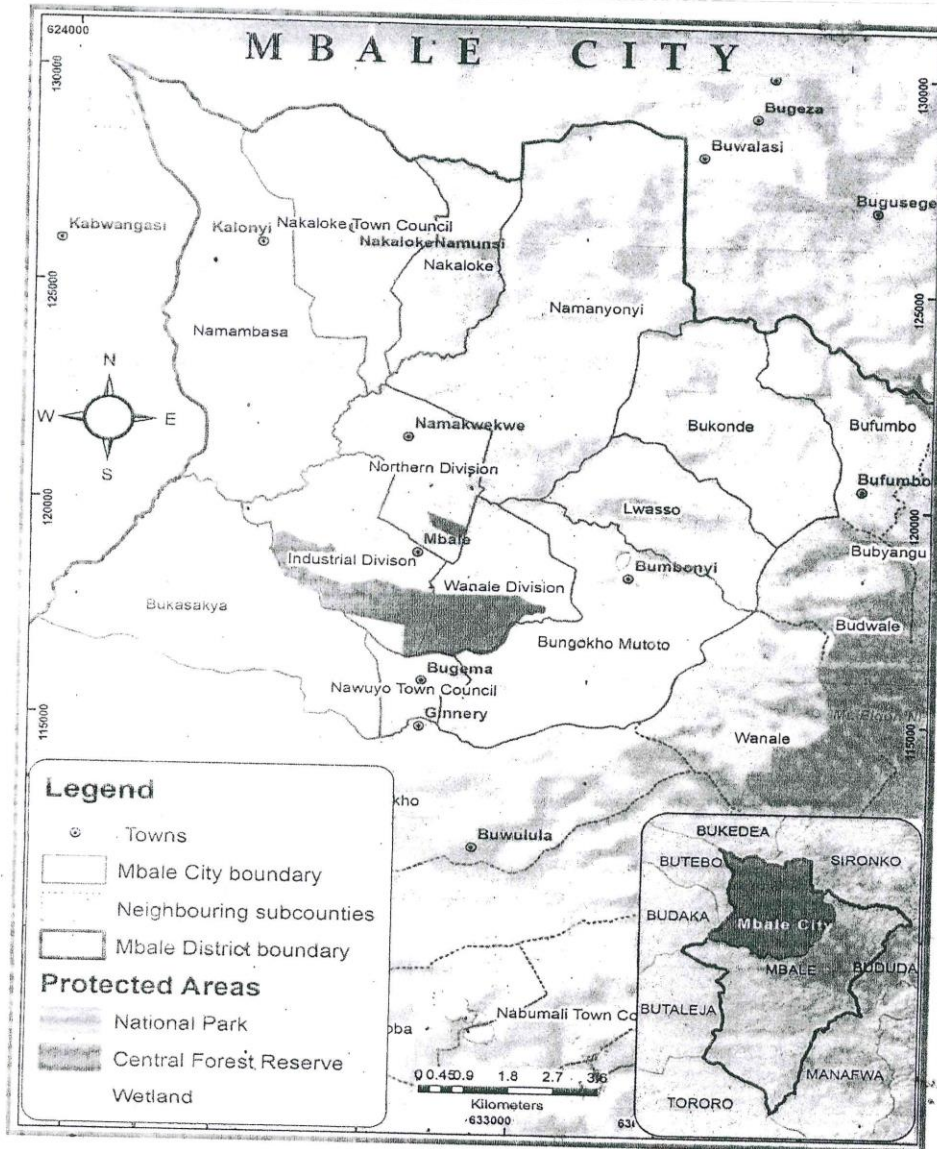 624000
MBALE CITY
130000
130000
Bugeza
Buwalasi
Bugusege
Kabwangasi
Kalonyi
Nakaloke Town Council
Nakaloke Namunsi
Nakaloke
125000
125000
Namanyonyi
Namambasa
N
W
E
S
Namakwekwe
Bukonde
Bufumbo
Northern Division
Bufumbo
120000
120000
Lwasso
Mbale
Bubyangu
Industrial Divison
Bumbonyi
Wanale Division
Bukasakya
Budwale
Bungokho Mutoto
Bugema
Nawuyo Town Council
115000
Ginnery
115000
Wanale
Legend
Towns
Mbale City boundary
Neighbouring subcounties
Mbale District boundary
Protected Areas
National Park
Central Forest Reserve
Wetland
kho
Buwulula
oba
Nabumali Town Co
0 0.45 0.9 1.8 2.7 3.6
Kilometers
633000
BUKEDEA
BUTEBO
SIRONKO
BUDAKA
Mbale City
MBALE
BUDUDA
BUTALEJA
MANAFWA
TORORO